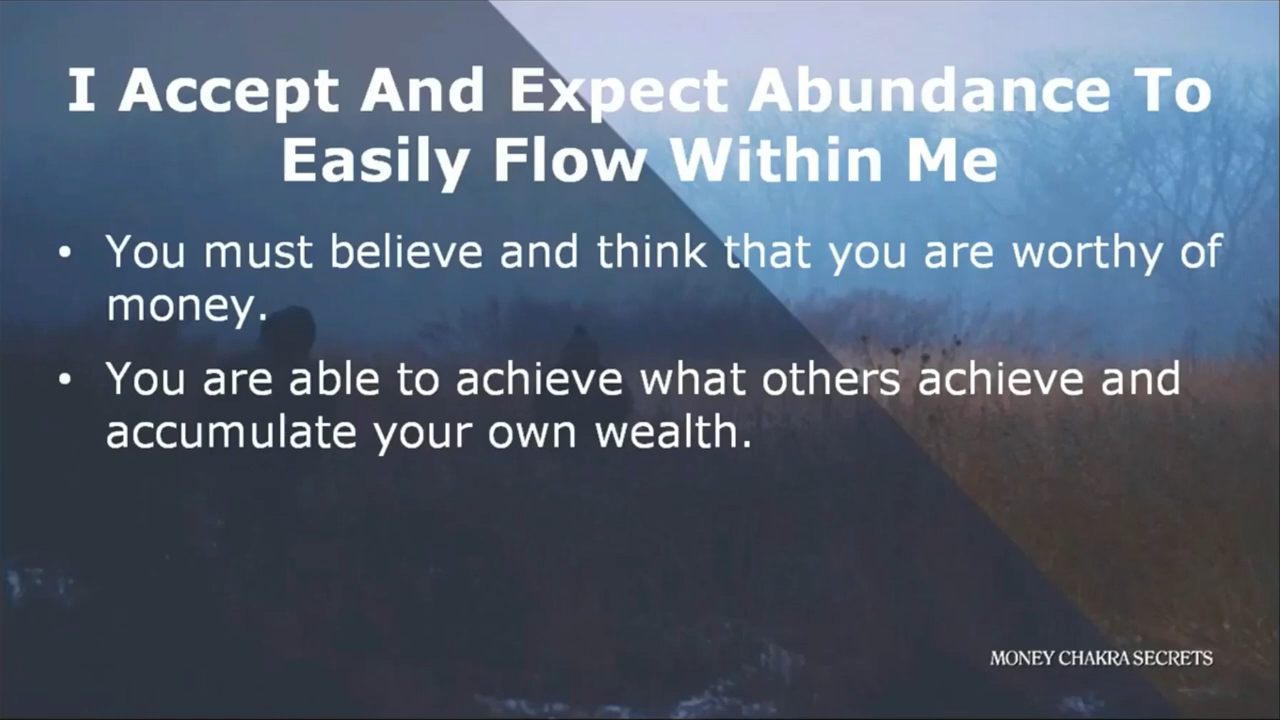 I Accept And Expect Abundance To
Easily Flow Within Me
• You must believe and think that you are worthy of
money.
• You are able to achieve what others achieve and
accumulate your own wealth.
MONEY CHAKRA SECRETS